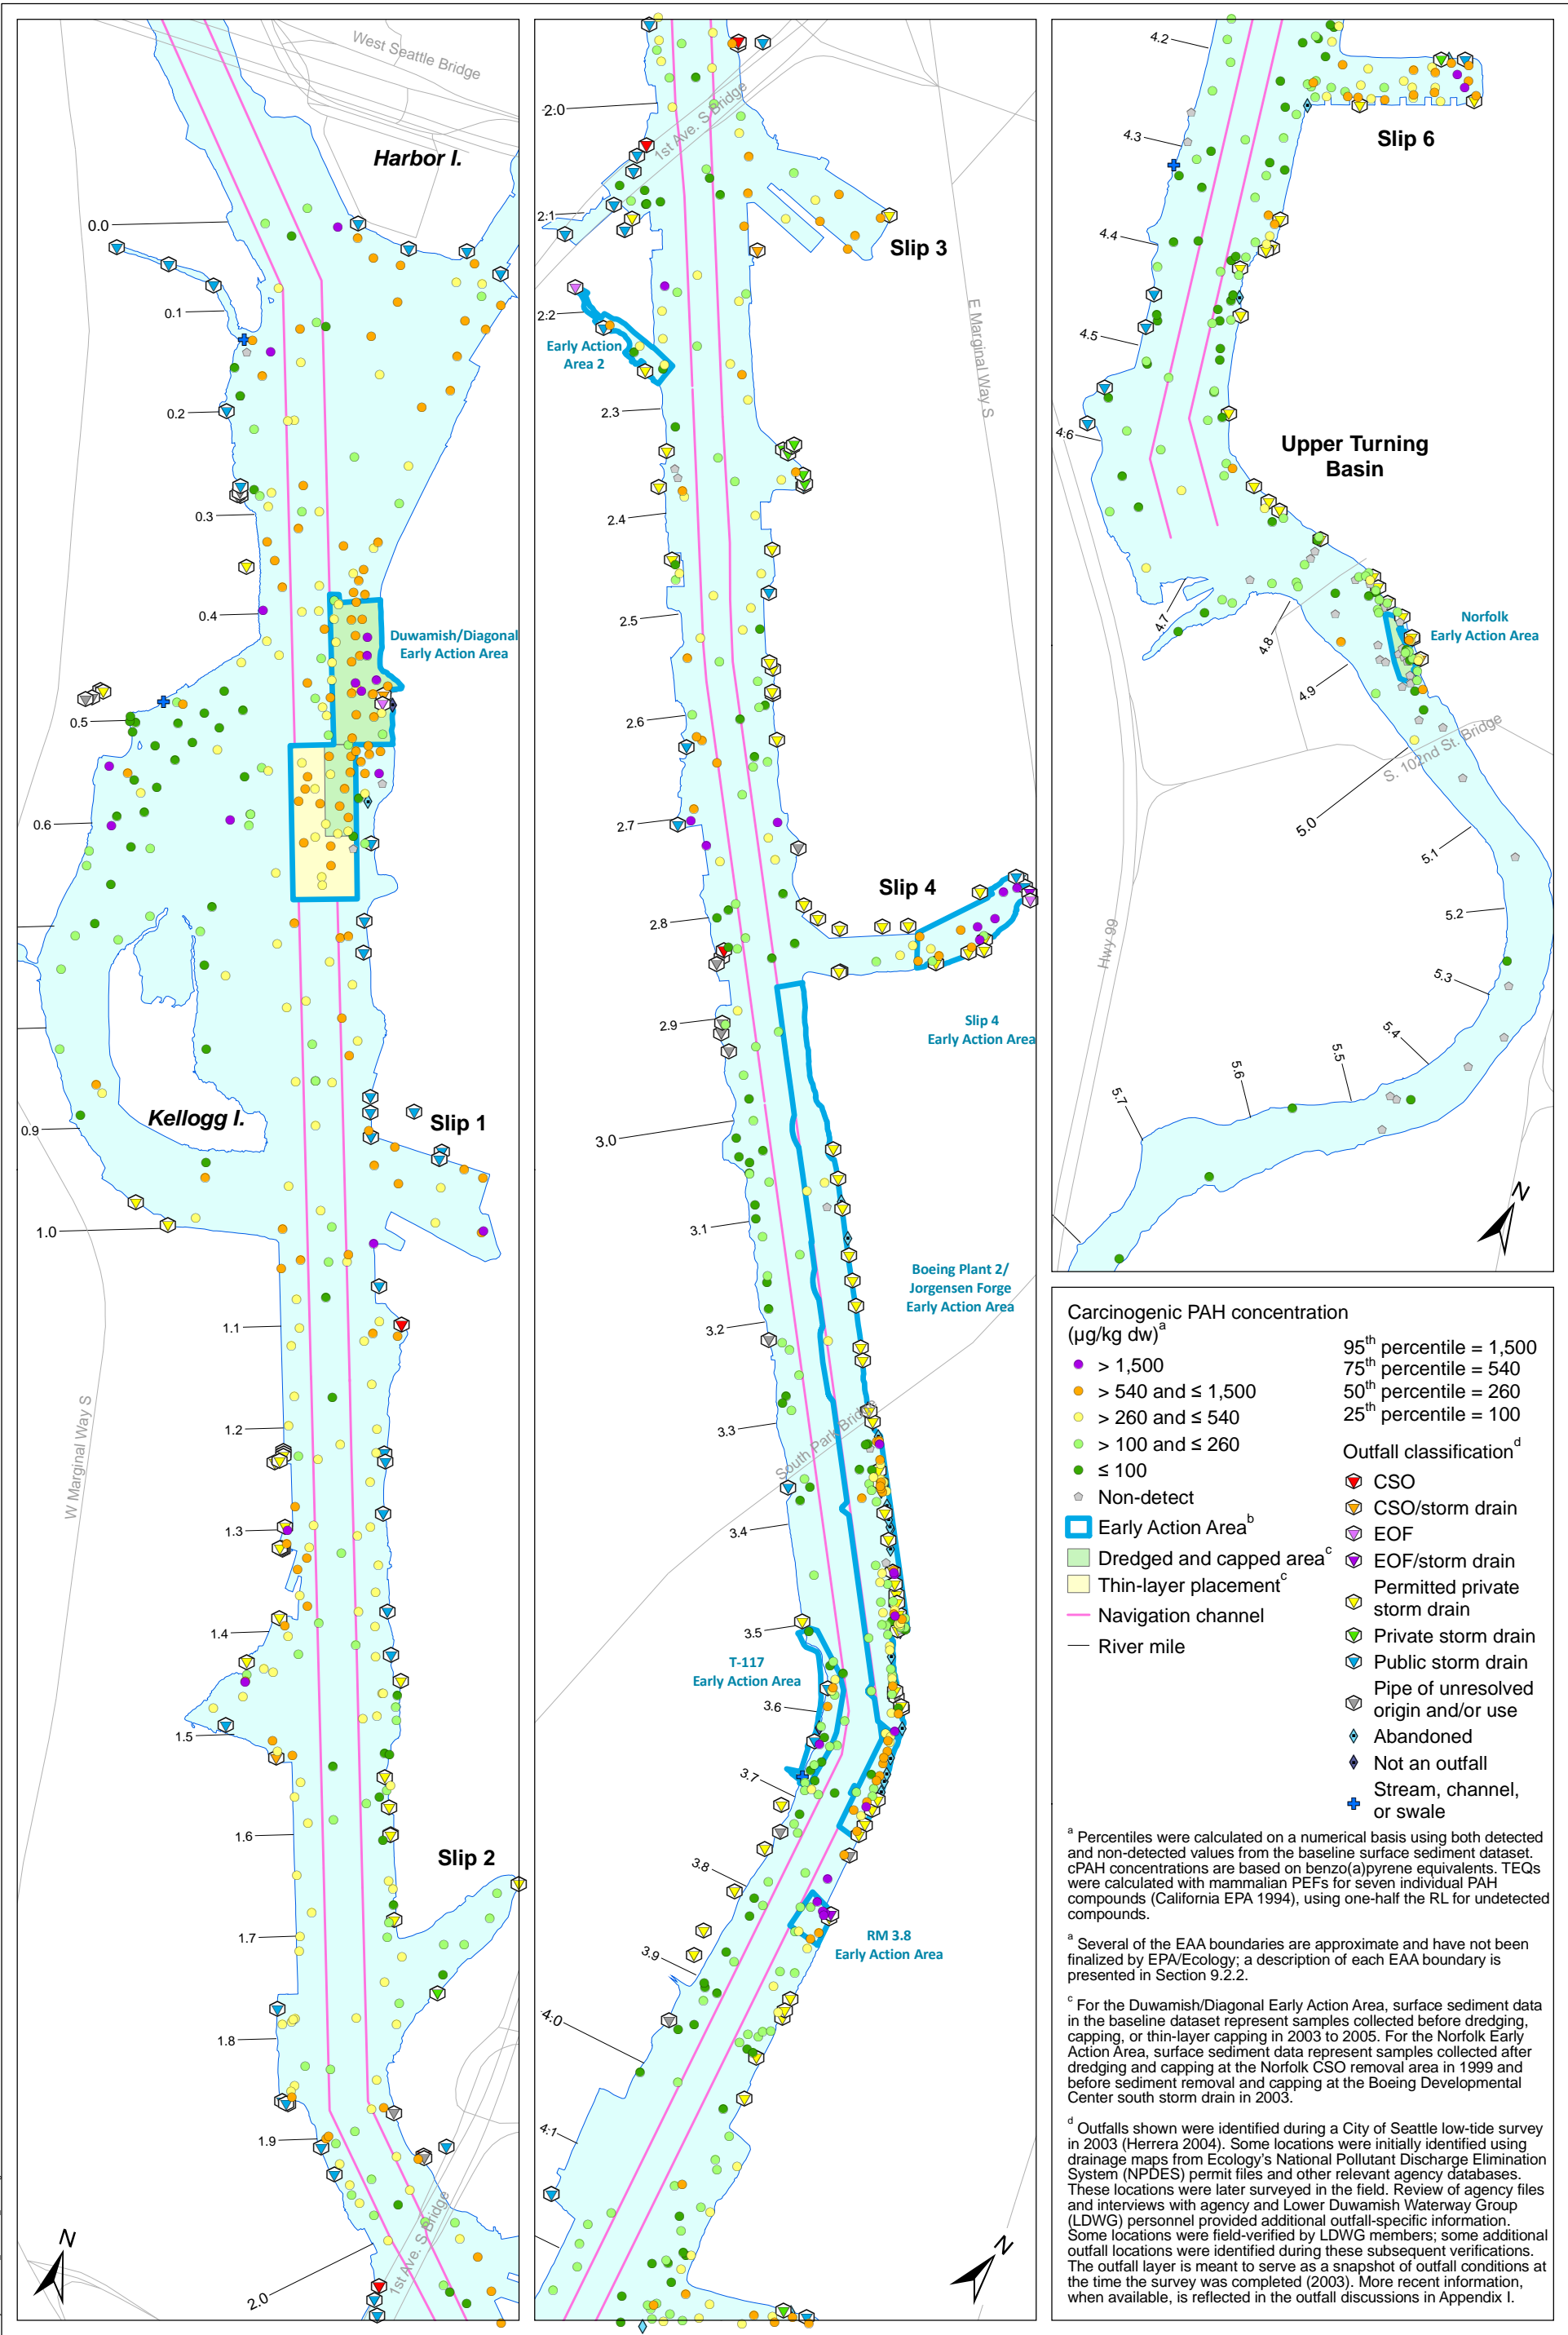 West Seattle Bridge
Harbor I.
0.0
0.1
0.2
0.3
0.4
Duwamish/Diagonal
Early Action Area
0.5
0.6
Kellogg I.
Slip 1
0.9
1.0
1.1
W Marginal Way S
1.2
1.3
1.4
1.5
1.6
Slip 2
1.7
1.8
1.9
1st Ave. S Bridge
2.0
N
2.0
1st Ave. S Bridge
2.1
Slip 3
2.2
Early Action
Area 2
E Marginal Way S
2.3
2.4
2.5
2.6
2.7
Slip 4
2.8
2.9
Slip 4
Early Action Area
3.0
3.1
Boeing Plant 2/
Jorgensen Forge
Early Action Area
3.2
3.3
South Park Bridge
3.4
3.5
T-117
Early Action Area
3.6
3.7
3.8
RM 3.8
Early Action Area
3.9
4.0
4.1
N
4.2
Slip 6
4.3
4.4
4.5
4.6
Upper Turning
Basin
4.7
4.8
Norfolk
Early Action Area
4.9
S. 102nd St. Bridge
5.0
5.1
5.2
Hwy 99
5.3
5.4
5.5
5.6
5.7
N
Carcinogenic PAH concentration
(µg/kg dw)a
> 1,500
> 540 and ≤ 1,500
> 260 and ≤ 540
> 100 and ≤ 260
≤ 100
Non-detect
Early Action Areab
Dredged and capped areac
Thin-layer placementc
Navigation channel
River mile
95th percentile = 1,500
75th percentile = 540
50th percentile = 260
25th percentile = 100
Outfall classificationd
CSO
CSO/storm drain
EOF
EOF/storm drain
Permitted private
storm drain
Private storm drain
Public storm drain
Pipe of unresolved
origin and/or use
Abandoned
Not an outfall
Stream, channel,
or swale
a Percentiles were calculated on a numerical basis using both detected
and non-detected values from the baseline surface sediment dataset.
cPAH concentrations are based on benzo(a)pyrene equivalents. TEQs
were calculated with mammalian PEFs for seven individual PAH
compounds (California EPA 1994), using one-half the RL for undetected
compounds.
a Several of the EAA boundaries are approximate and have not been
finalized by EPA/Ecology; a description of each EAA boundary is
presented in Section 9.2.2.
c For the Duwamish/Diagonal Early Action Area, surface sediment data
in the baseline dataset represent samples collected before dredging,
capping, or thin-layer capping in 2003 to 2005. For the Norfolk Early
Action Area, surface sediment data represent samples collected after
dredging and capping at the Norfolk CSO removal area in 1999 and
before sediment removal and capping at the Boeing Developmental
Center south storm drain in 2003.
d Outfalls shown were identified during a City of Seattle low-tide survey
in 2003 (Herrera 2004). Some locations were initially identified using
drainage maps from Ecology's National Pollutant Discharge Elimination
System (NPDES) permit files and other relevant agency databases.
These locations were later surveyed in the field. Review of agency files
and interviews with agency and Lower Duwamish Waterway Group
(LDWG) personnel provided additional outfall-specific information.
Some locations were field-verified by LDWG members; some additional
outfall locations were identified during these subsequent verifications.
The outfall layer is meant to serve as a snapshot of outfall conditions at
the time the survey was completed (2003). More recent information,
when available, is reflected in the outfall discussions in Appendix I.